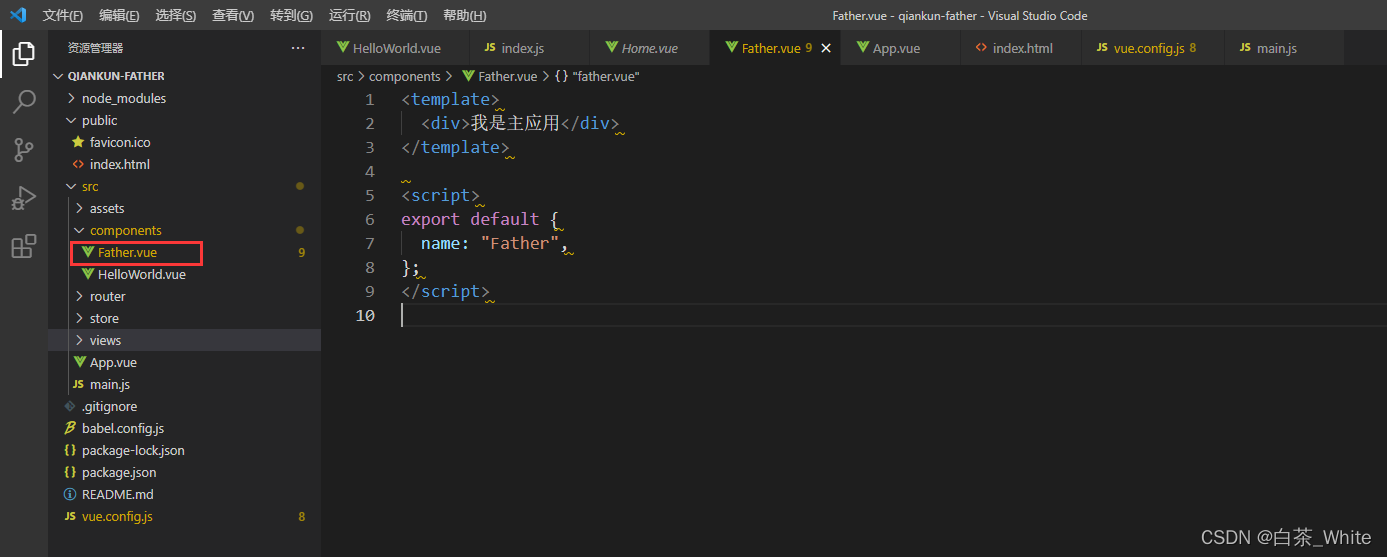 文件(F) 编辑(E) 选择(S) 查看(V) 转到(G) 运行(R) 终端(T) 帮助(H) Father.vue - qiankun-father - Visual Studio Code
资源管理器 ···
HelloWorld.vue JS index.js Home.vue Father.vue 9 App.vue index.html JS vue.config.js 8 JS main.js
QIANKUN-FATHER
node_modules
public
favicon.ico
index.html
src
assets
components
Father.vue 9
HelloWorld.vue
router
store
views
App.vue
JS main.js
.gitignore
babel.config.js
{} package-lock.json
{} package.json
README.md
JS vue.config.js 8
src > components > Father.vue > {} "father.vue"
1 <template>
2 <div>我是主应用</div>
3 </template>
4
5 <script>
6 export default {
7 name: "Father",
8 };
9 </script>
10
CSDN @白茶_White